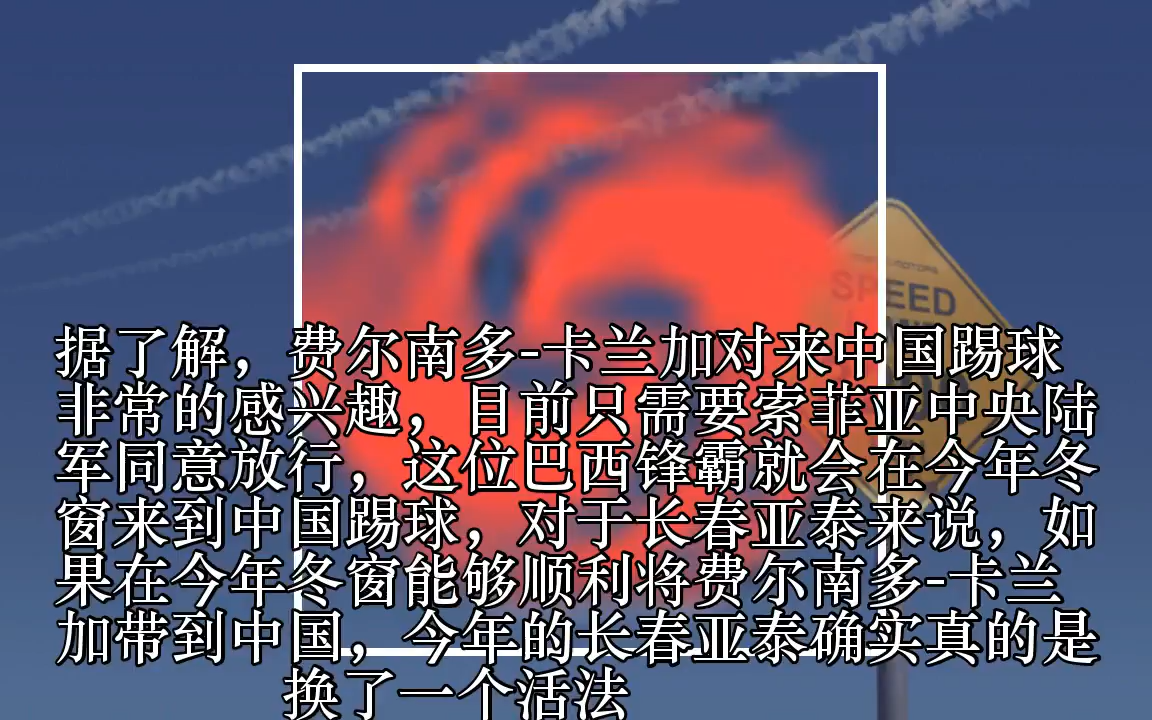 SPEED
据了解，费尔南多-卡兰加对来中国踢球
非常的感兴趣，目前只需要索菲亚中央陆
军同意放行，这位巴西锋霸就会在今年冬
窗来到中国踢球，对于长春亚泰来说，如
果在今年冬窗能够顺利将费尔南多-卡兰
加带到中国，今年的长春亚泰确实真的是
换了一个活法